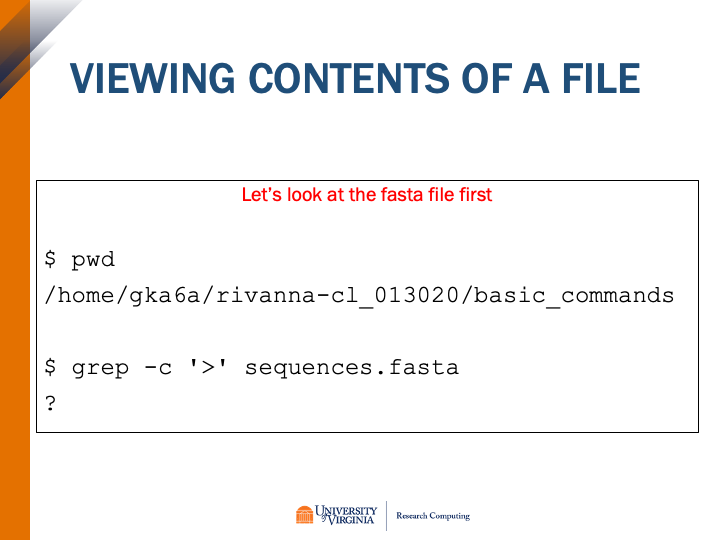 VIEWING CONTENTS OF A FILE
Let's look at the fasta file first
$ pwd
/home/gka6a/rivanna-cl_013020/basic_commands
$ grep -c '>' sequences.fasta
?
UNIVERSITY
of VIRGINIA
Research Computing